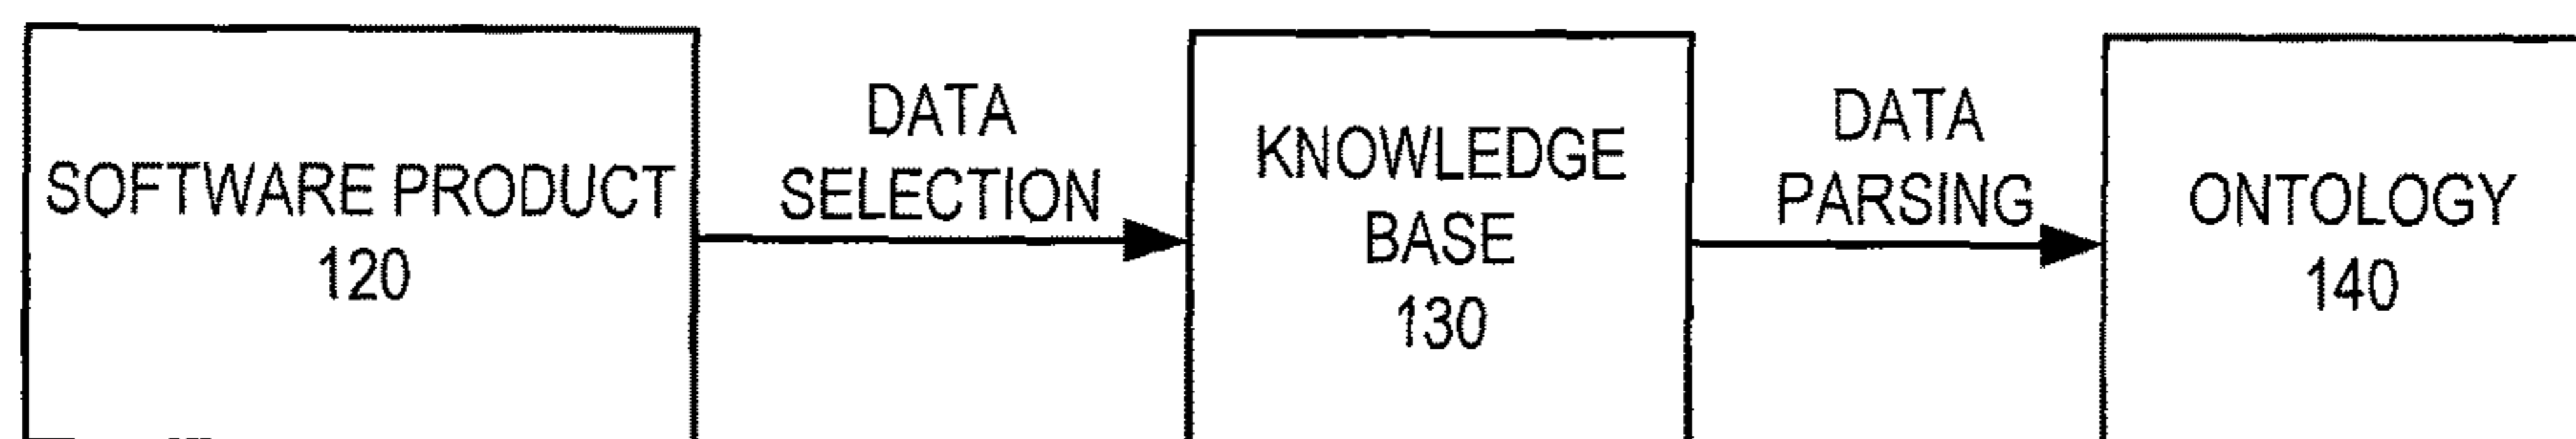 SOFTWARE PRODUCT
120
DATA
SELECTION
KNOWLEDGE
BASE
130
DATA
PARSING
ONTOLOGY
140